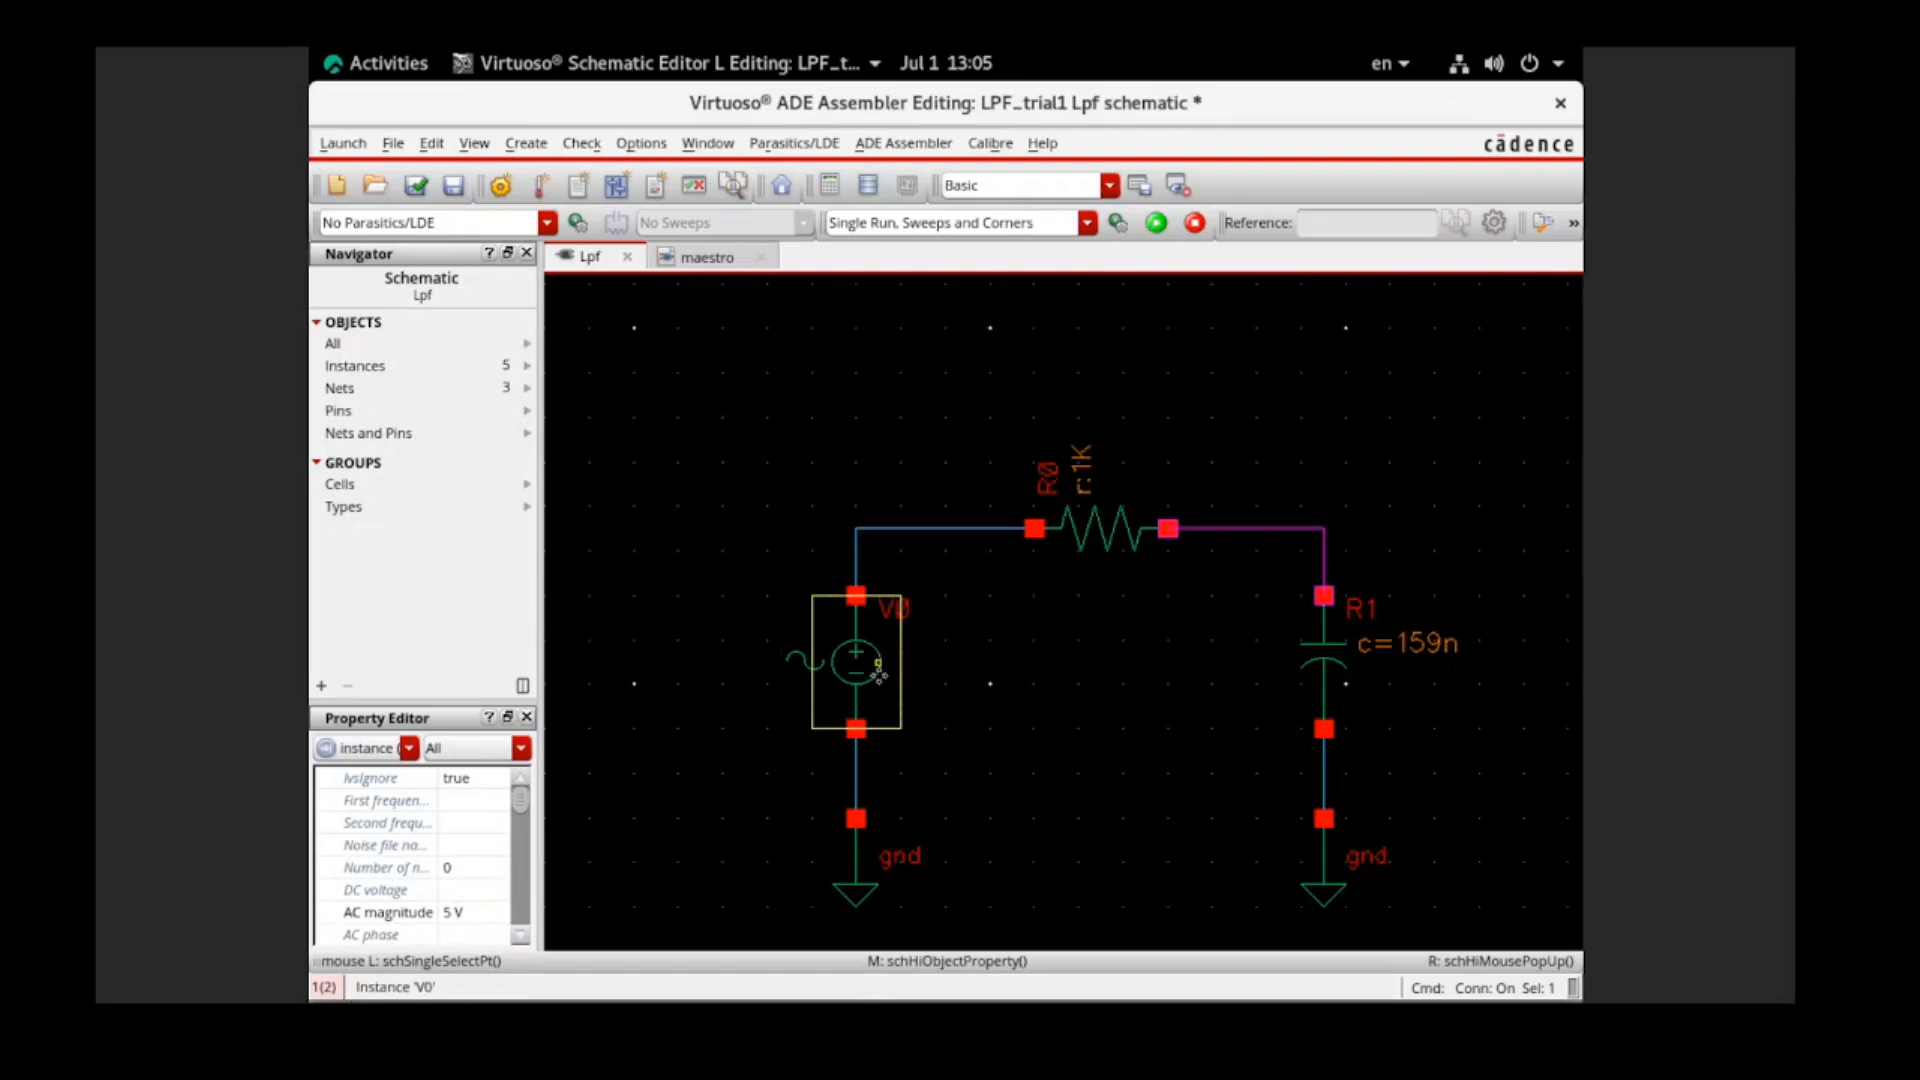 Activities Virtuoso® Schematic Editor L Editing: LPF_t... Jul 1 13:05 en
Virtuoso® ADE Assembler Editing: LPF_trial1 Lpf schematic *
Launch File Edit View Create Check Options Window Parasitics/LDE ADE Assembler Calibre Help cādence
Basic
No Parasitics/LDE No Sweeps Single Run, Sweeps and Corners Reference: »
Navigator ? Lpf maestro
Schematic
Lpf
OBJECTS
All
Instances 5
Nets 3
Pins
Nets and Pins
GROUPS
Cells
Types
R0
r:1K
V0
R1
c=159n
gnd
gnd
+ −
Property Editor ?
instance ( All
lvsIgnore true
First frequen...
Second frequ...
Noise file na...
Number of n... 0
DC voltage
AC magnitude 5 V
AC phase
mouse L: schSingleSelectPt() M: schHiObjectProperty() R: schHiMousePopUp()
1(2) Instance 'V0' Cmd: Conn: On Sel: 1